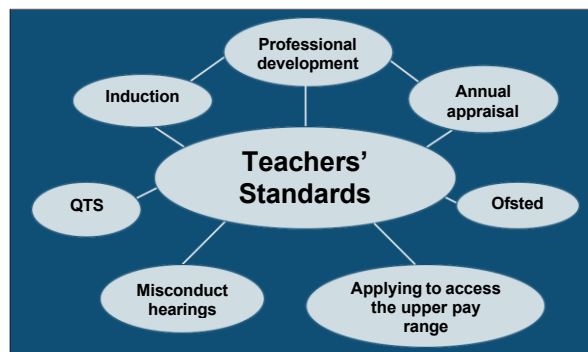 Professional
development
Induction
Annual
appraisal
Teachers’
Standards
QTS
Ofsted
Misconduct
hearings
Applying to access
the upper pay
range